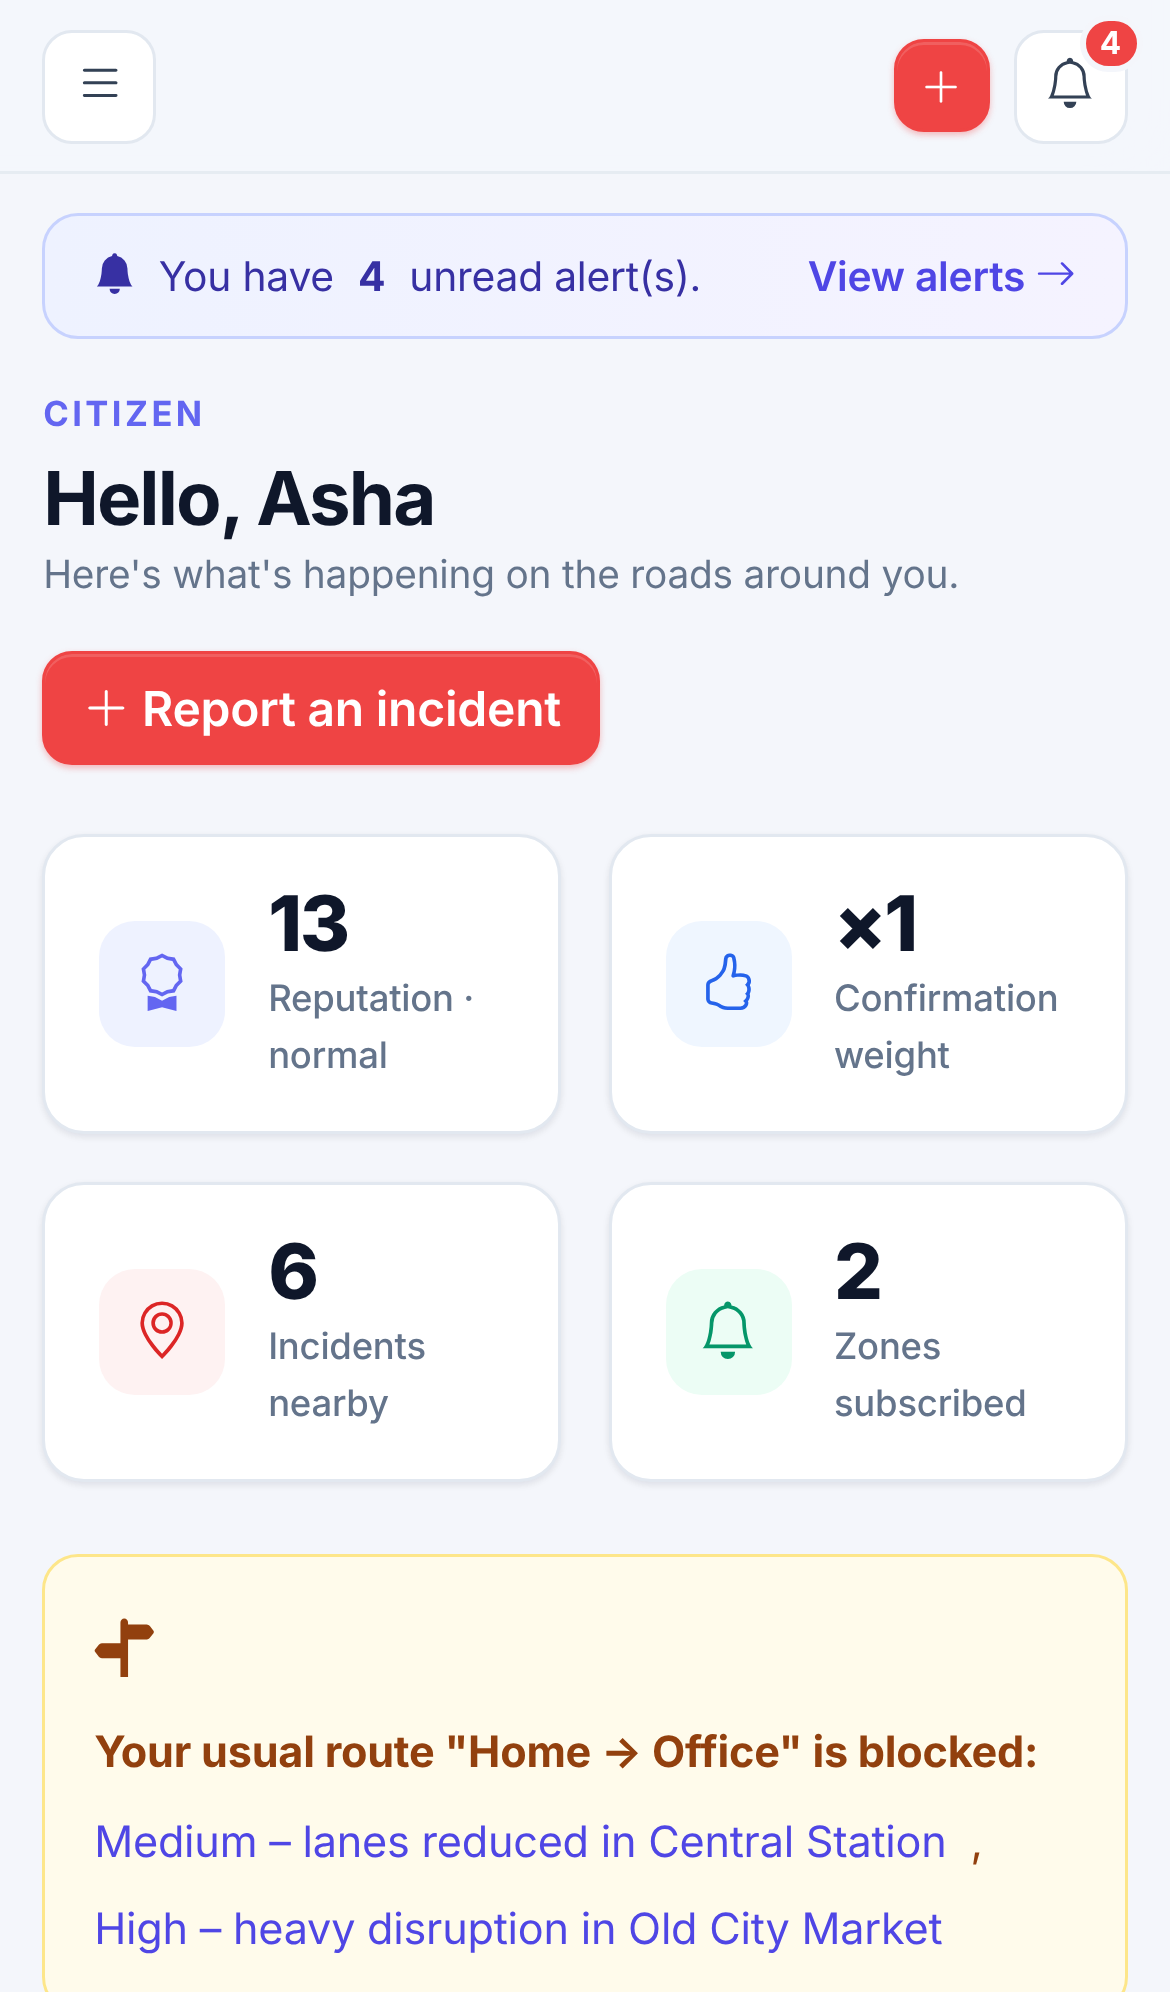 4
You have 4 unread alert(s). View alerts →
CITIZEN
Hello, Asha
Here's what's happening on the roads around you.
+ Report an incident
13
Reputation ·
normal
×1
Confirmation
weight
6
Incidents
nearby
2
Zones
subscribed
Your usual route "Home → Office" is blocked:
Medium – lanes reduced in Central Station ,
High – heavy disruption in Old City Market